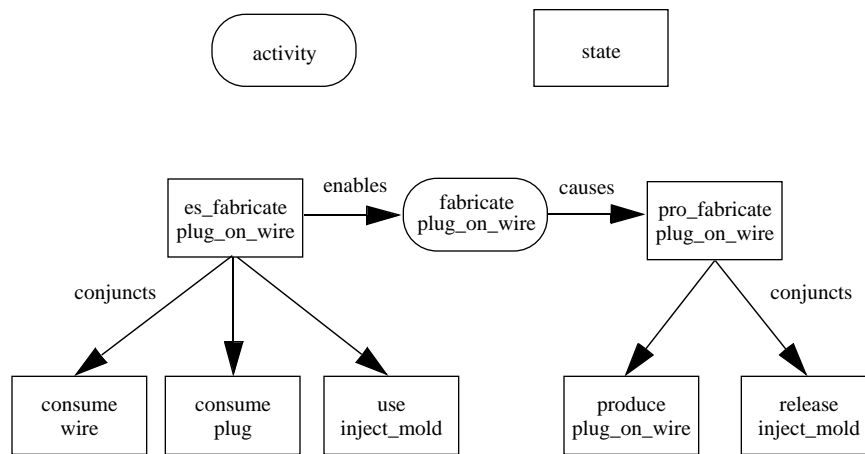 activity
state
enables
causes
es_fabricate
plug_on_wire
fabricate
plug_on_wire
pro_fabricate
plug_on_wire
conjuncts
conjuncts
consume
wire
consume
plug
use
inject_mold
produce
plug_on_wire
release
inject_mold